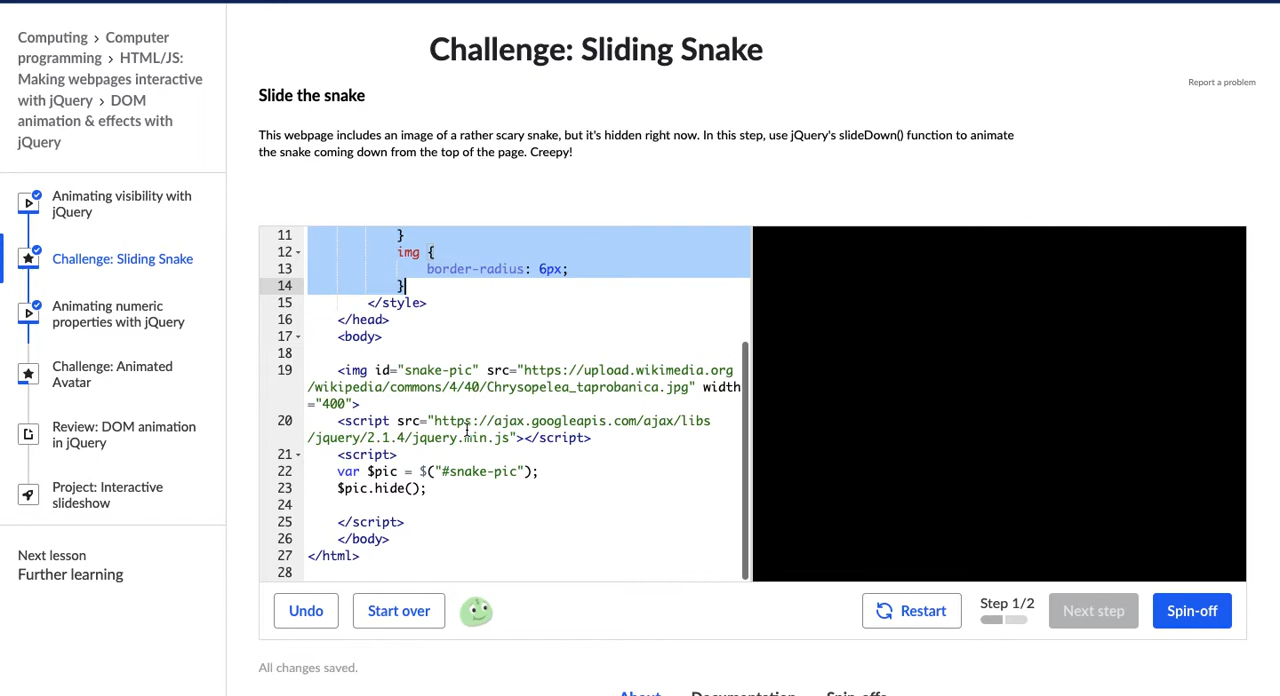 Computing › Computer
programming › HTML/JS:
Making webpages interactive
with jQuery › DOM
animation & effects with
jQuery
Animating visibility with
jQuery
Challenge: Sliding Snake
Animating numeric
properties with jQuery
Challenge: Animated
Avatar
Review: DOM animation
in jQuery
Project: Interactive
slideshow
Next lesson
Further learning
Challenge: Sliding Snake
Report a problem
Slide the snake
This webpage includes an image of a rather scary snake, but it's hidden right now. In this step, use jQuery's slideDown() function to animate
the snake coming down from the top of the page. Creepy!
11 }
12 img {
13 border-radius: 6px;
14 }
15 </style>
16 </head>
17 <body>
18
19 <img id="snake-pic" src="https://upload.wikimedia.org
/wikipedia/commons/4/40/Chrysopelea_taprobanica.jpg" width
="400">
20 <script src="https://ajax.googleapis.com/ajax/libs
/jquery/2.1.4/jquery.min.js"></script>
21 <script>
22 var $pic = $("#snake-pic");
23 $pic.hide();
24
25 </script>
26 </body>
27 </html>
28
Undo
Start over
Restart
Step 1/2
Next step
Spin-off
All changes saved.
About Documentation Spin-offs